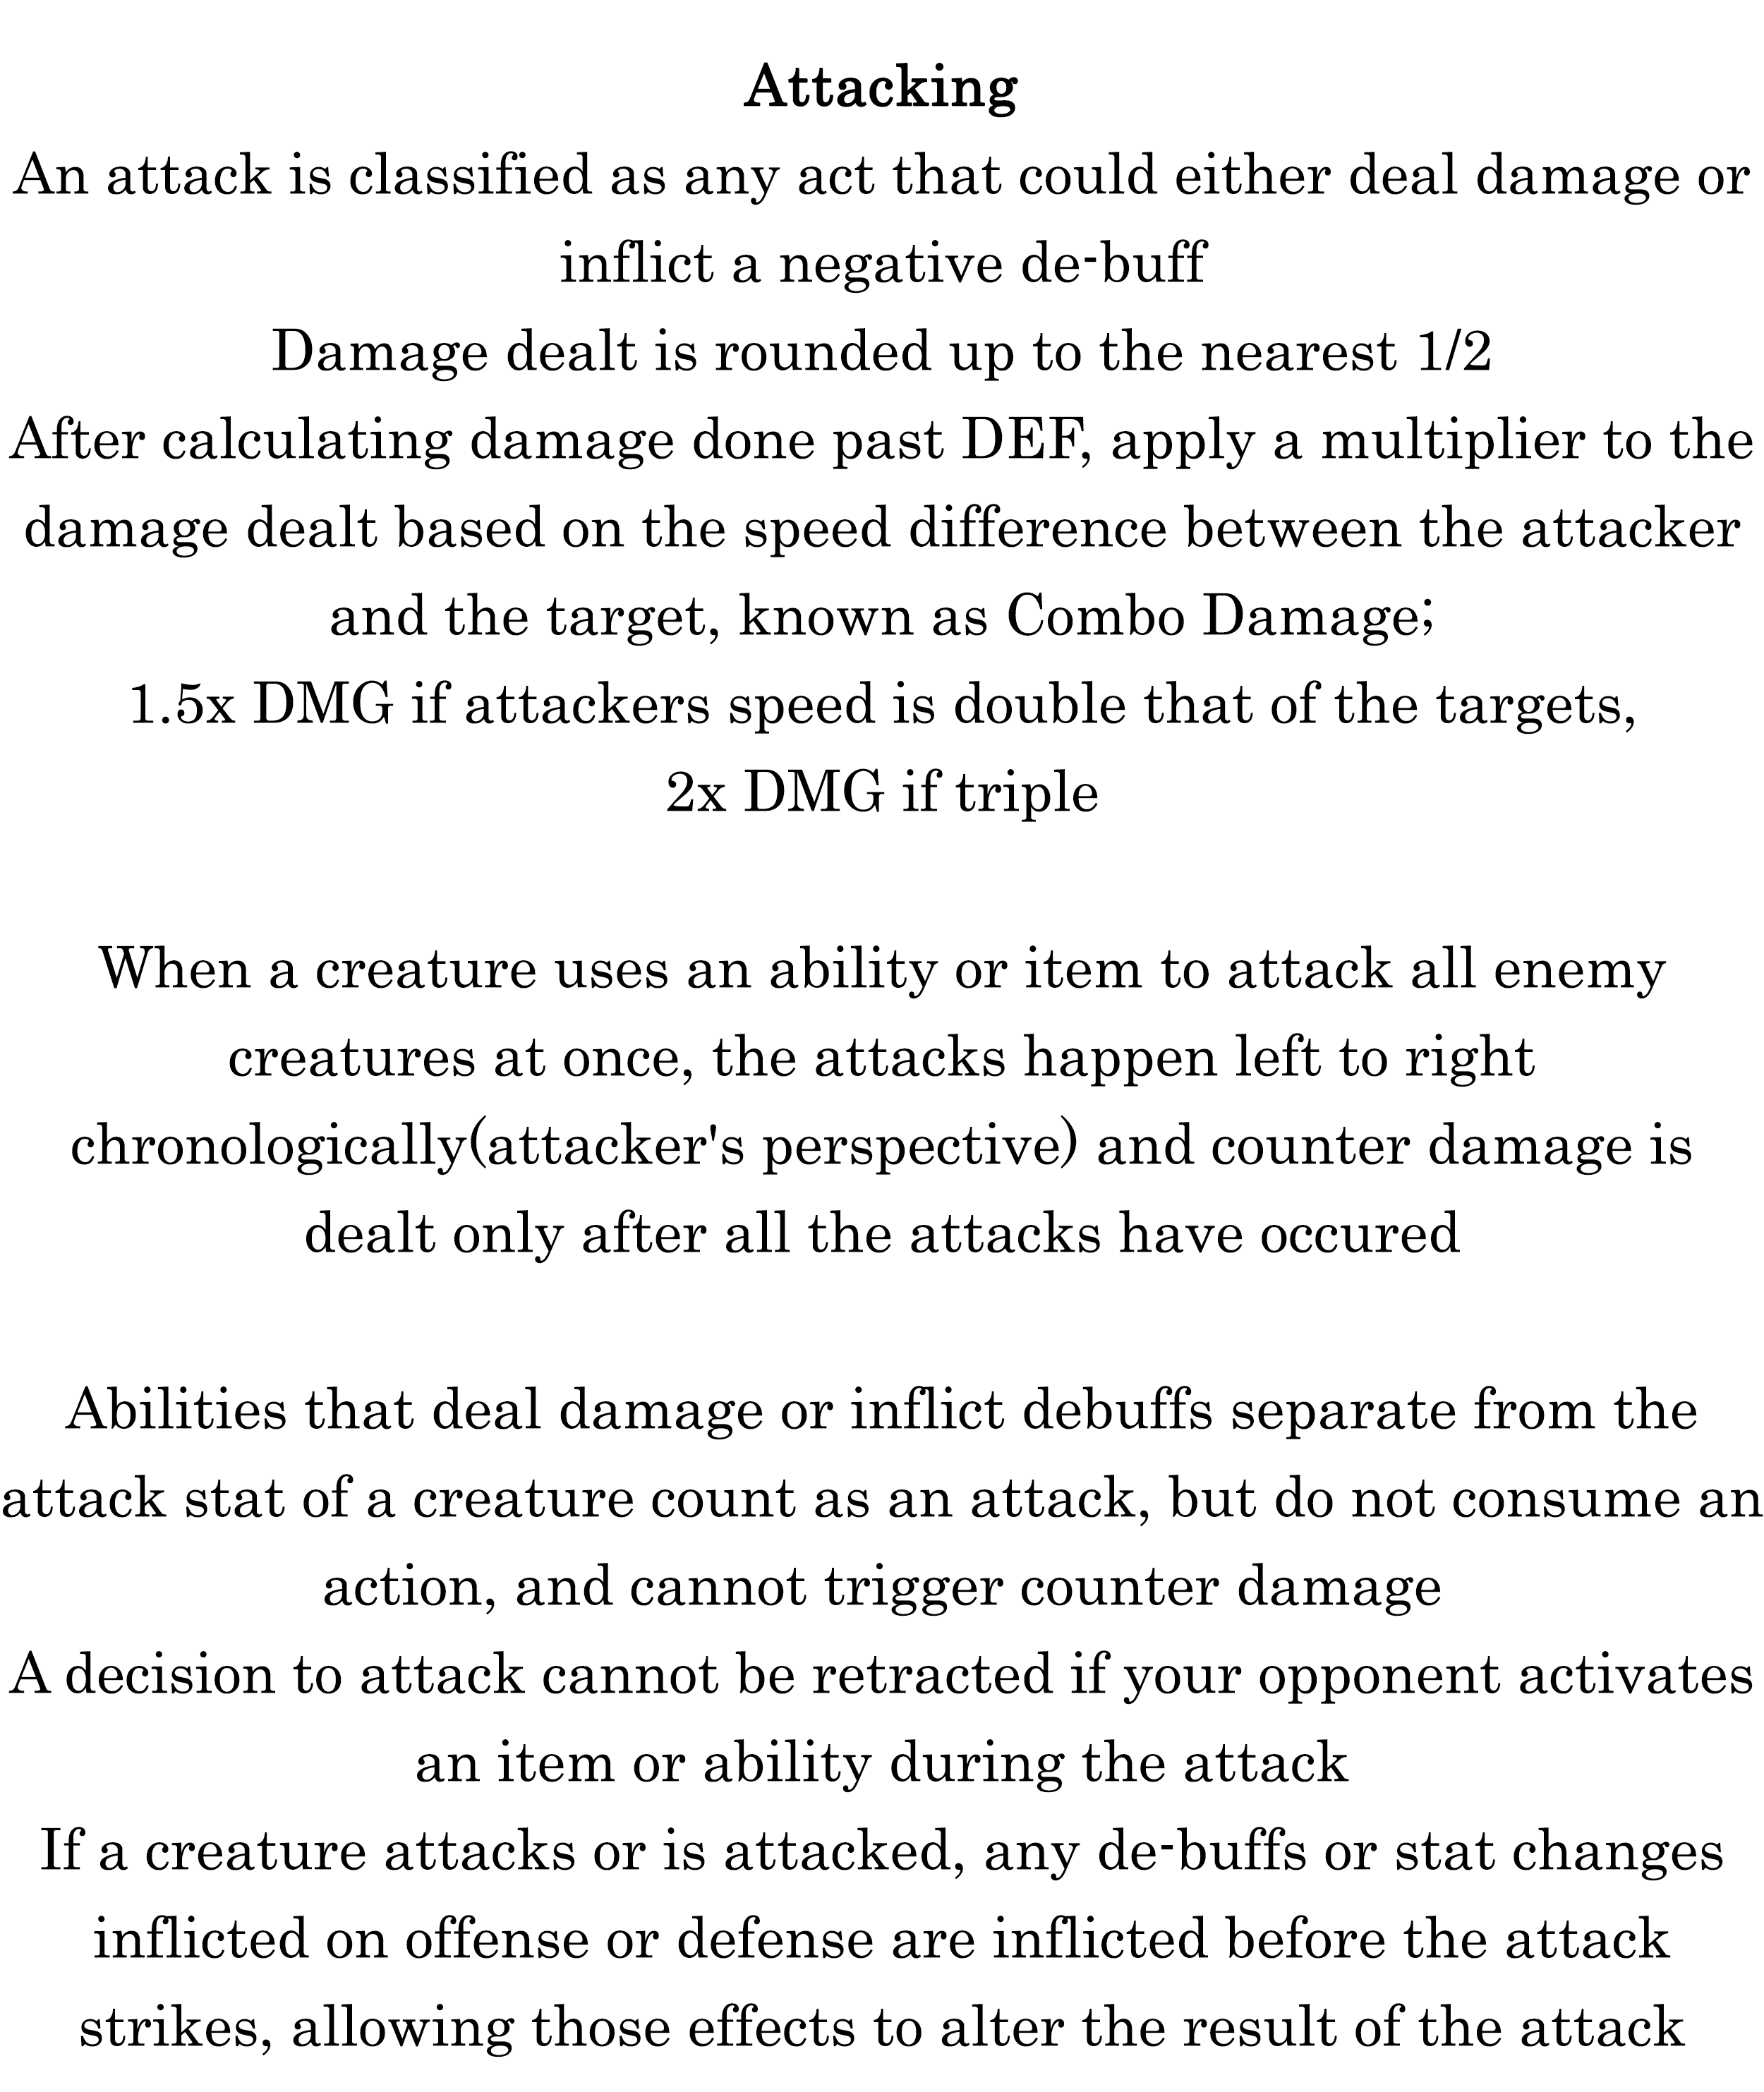 Attacking
An attack is classified as any act that could either deal damage or
inflict a negative de-buff
Damage dealt is rounded up to the nearest 1/2
After calculating damage done past DEF, apply a multiplier to the
damage dealt based on the speed difference between the attacker
and the target, known as Combo Damage;
1.5x DMG if attackers speed is double that of the targets,
2x DMG if triple
When a creature uses an ability or item to attack all enemy
creatures at once, the attacks happen left to right
chronologically(attacker's perspective) and counter damage is
dealt only after all the attacks have occured
Abilities that deal damage or inflict debuffs separate from the
attack stat of a creature count as an attack, but do not consume an
action, and cannot trigger counter damage
A decision to attack cannot be retracted if your opponent activates
an item or ability during the attack
If a creature attacks or is attacked, any de-buffs or stat changes
inflicted on offense or defense are inflicted before the attack
strikes, allowing those effects to alter the result of the attack